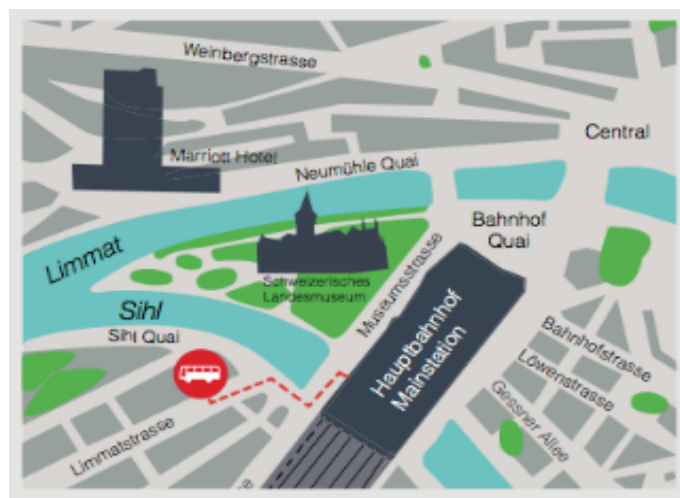 Weinbergstrasse
Central
Marriott Hotel
Neumühle Quai
Bahnhof
Quai
Limmat
Schweizerisches
Landesmuseum
Museumsstrasse
Sihl
Sihl Quai
Hauptbahnhof
Mainstation
Bahnhofstrasse
Löwenstrasse
Gessner Allee
Limmatstrasse